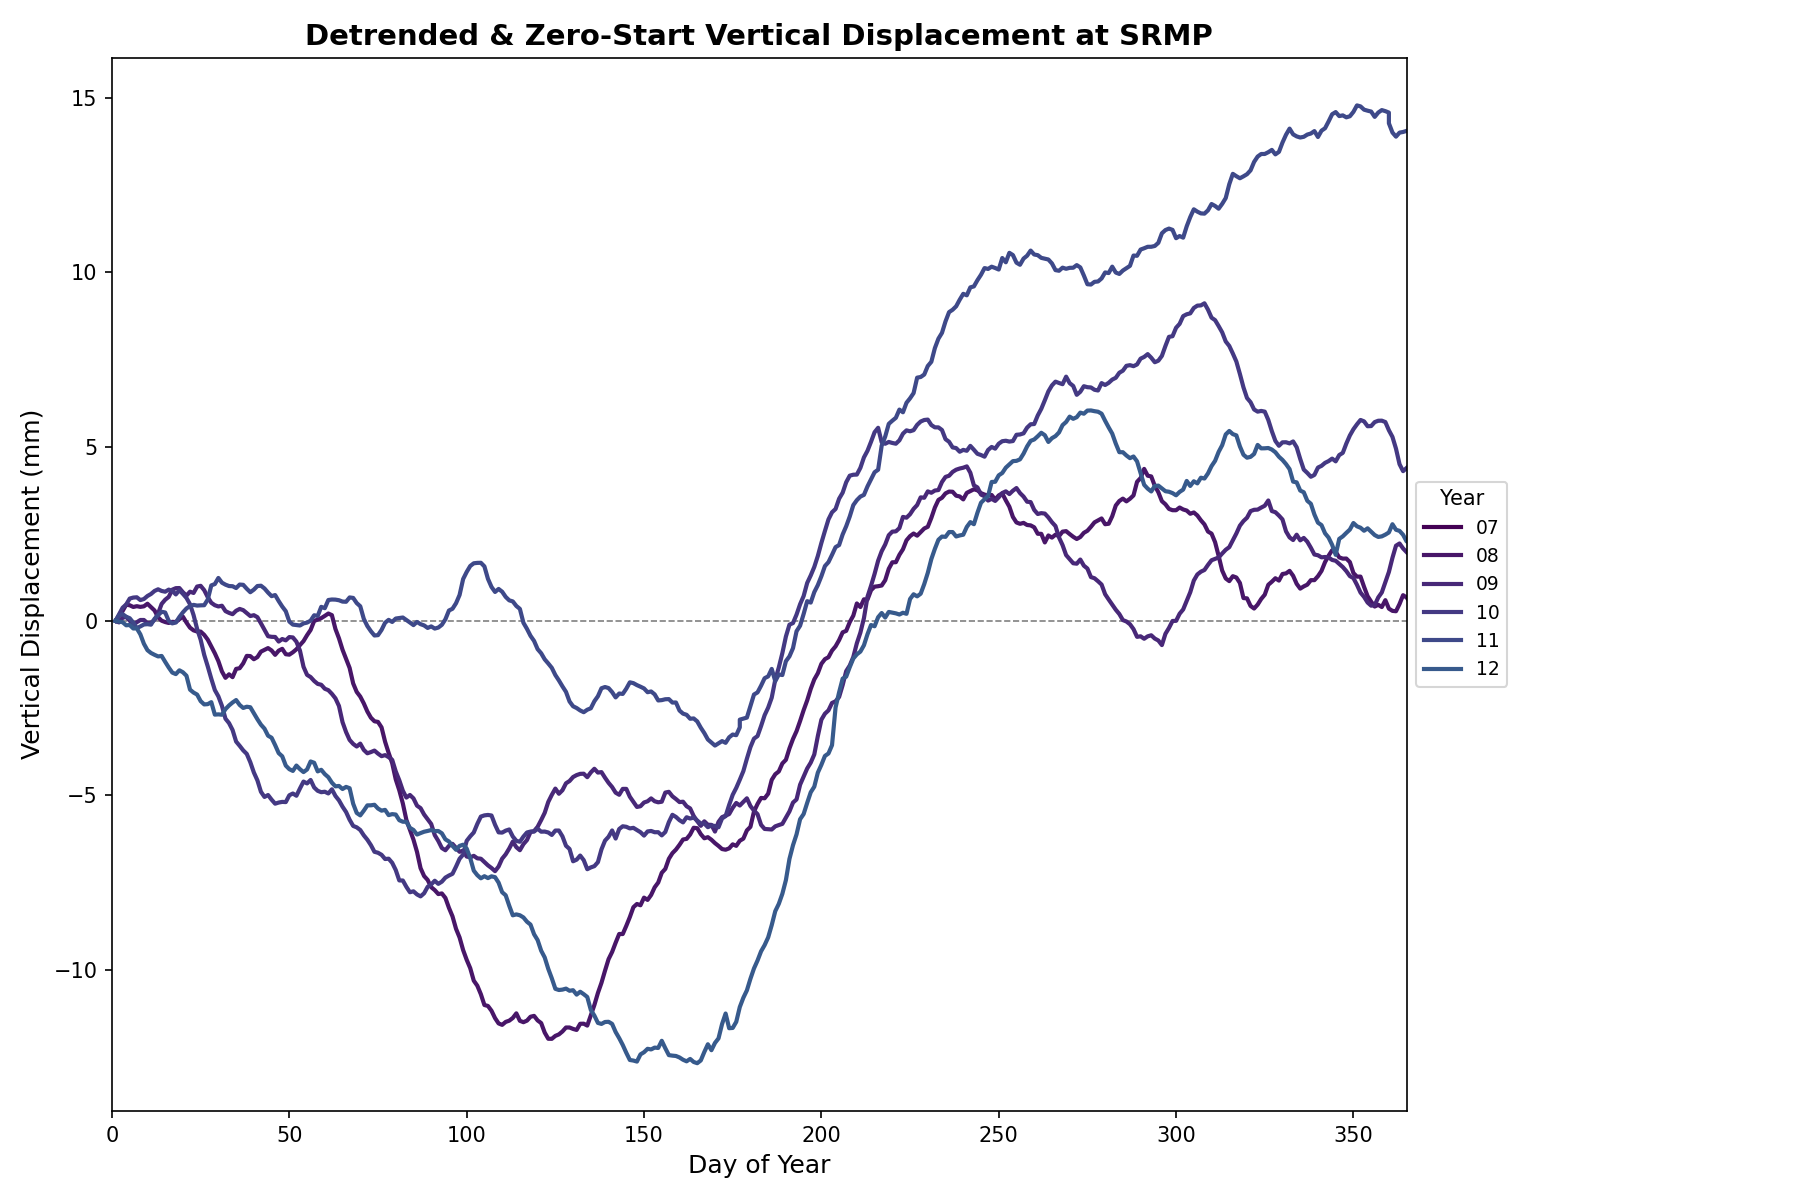 Detrended & Zero-Start Vertical Displacement at SRMP
Vertical Displacement (mm)
15
10
5
0
−5
−10
0 50 100 150 200 250 300 350
Day of Year
Year
07
08
09
10
11
12